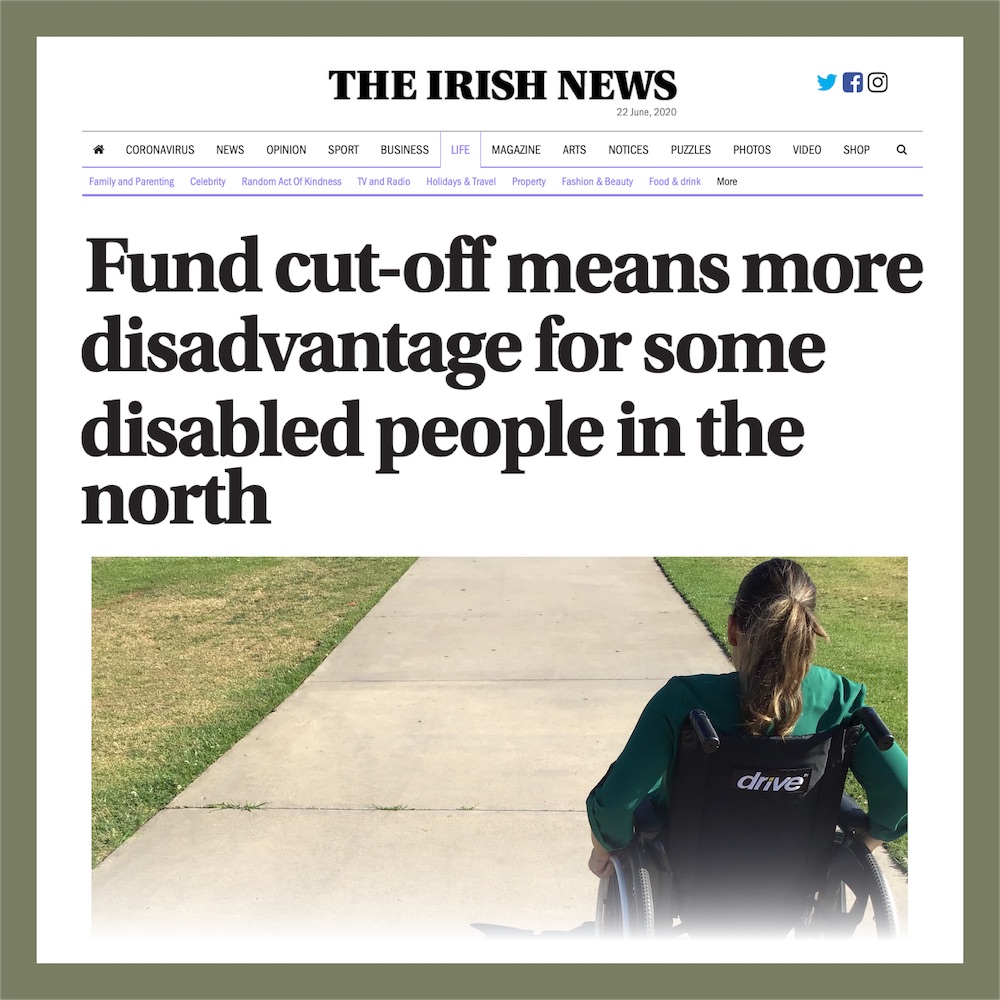 THE IRISH NEWS
22 June, 2020
CORONAVIRUS NEWS OPINION SPORT BUSINESS LIFE MAGAZINE ARTS NOTICES PUZZLES PHOTOS VIDEO SHOP
Family and Parenting Celebrity Random Act Of Kindness TV and Radio Holidays & Travel Property Fashion & Beauty Food & drink More
Fund cut-off means more
disadvantage for some
disabled people in the
north
drive